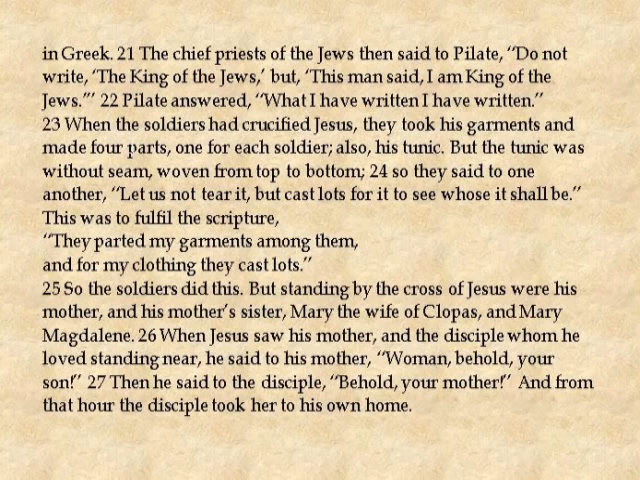 in Greek. 21 The chief priests of the Jews then said to Pilate, “Do not
write, ‘The King of the Jews,’ but, ‘This man said, I am King of the
Jews.”’ 22 Pilate answered, “What I have written I have written.”
23 When the soldiers had crucified Jesus, they took his garments and
made four parts, one for each soldier; also, his tunic. But the tunic was
without seam, woven from top to bottom; 24 so they said to one
another, “Let us not tear it, but cast lots for it to see whose it shall be.”
This was to fulfil the scripture,
“They parted my garments among them,
and for my clothing they cast lots.”
25 So the soldiers did this. But standing by the cross of Jesus were his
mother, and his mother’s sister, Mary the wife of Clopas, and Mary
Magdalene. 26 When Jesus saw his mother, and the disciple whom he
loved standing near, he said to his mother, “Woman, behold, your
son!” 27 Then he said to the disciple, “Behold, your mother!” And from
that hour the disciple took her to his own home.